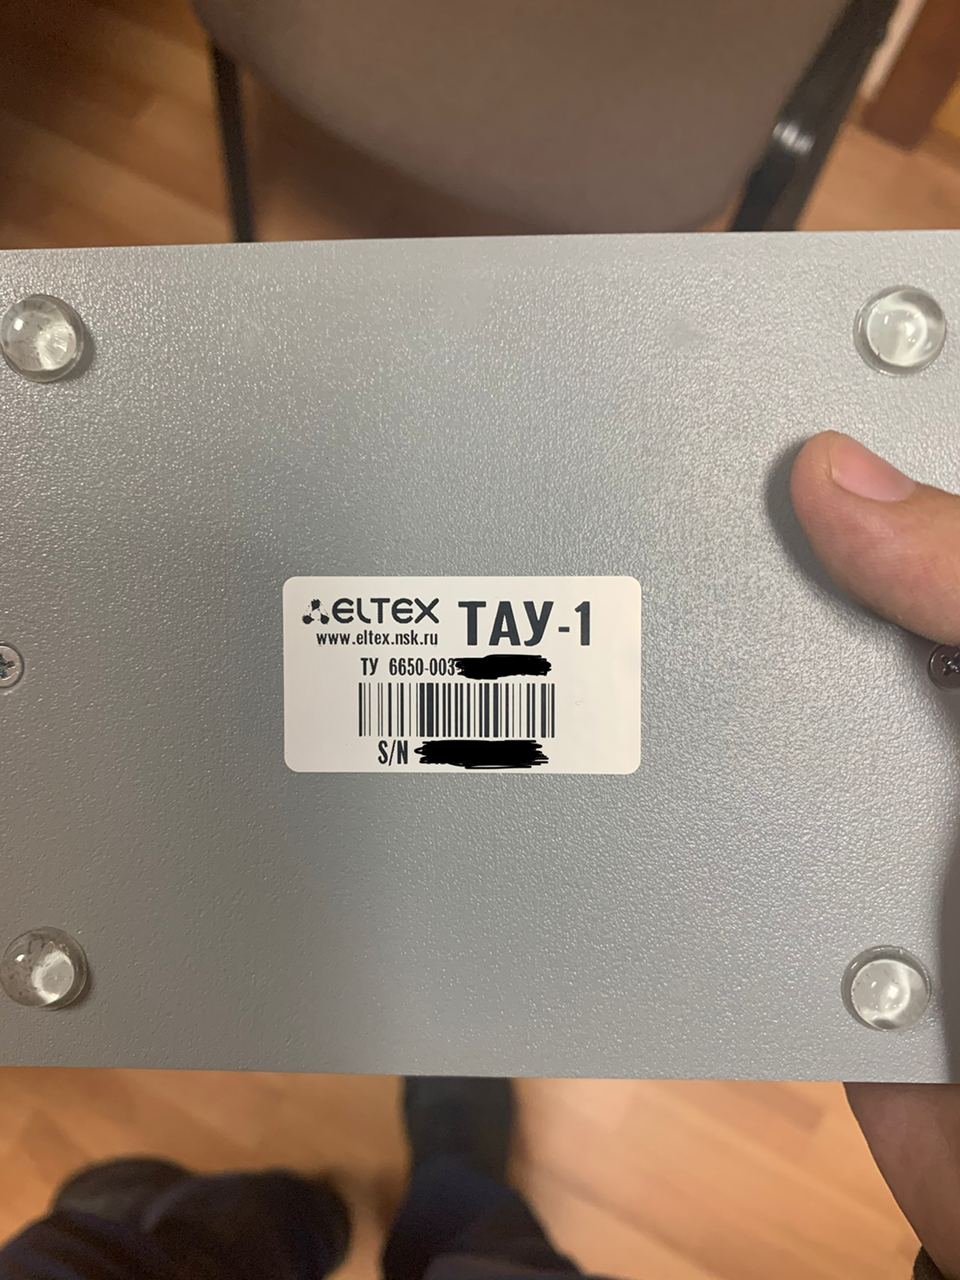 ELTEX ТАУ-1
www.eltex.nsk.ru
ТУ 6650-003
S/N